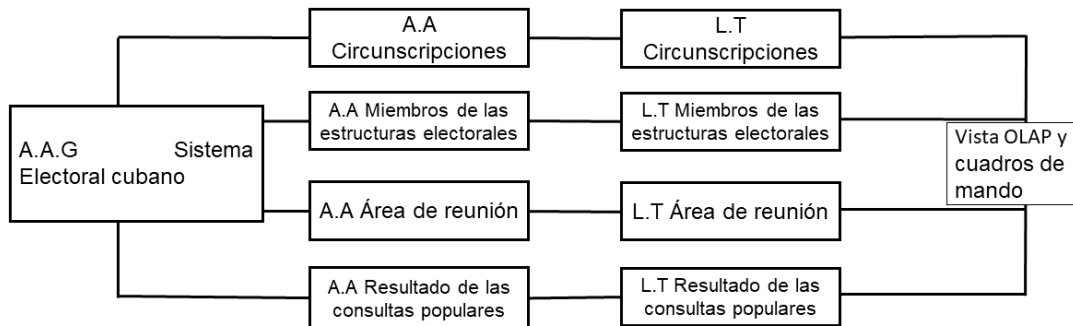 A.A
Circunscripciones
L.T
Circunscripciones
A.A.G Sistema
Electoral cubano
A.A Miembros de las
estructuras electorales
L.T Miembros de las
estructuras electorales
Vista OLAP y
cuadros de
mando
A.A Área de reunión
L.T Área de reunión
A.A Resultado de las
consultas populares
L.T Resultado de las
consultas populares